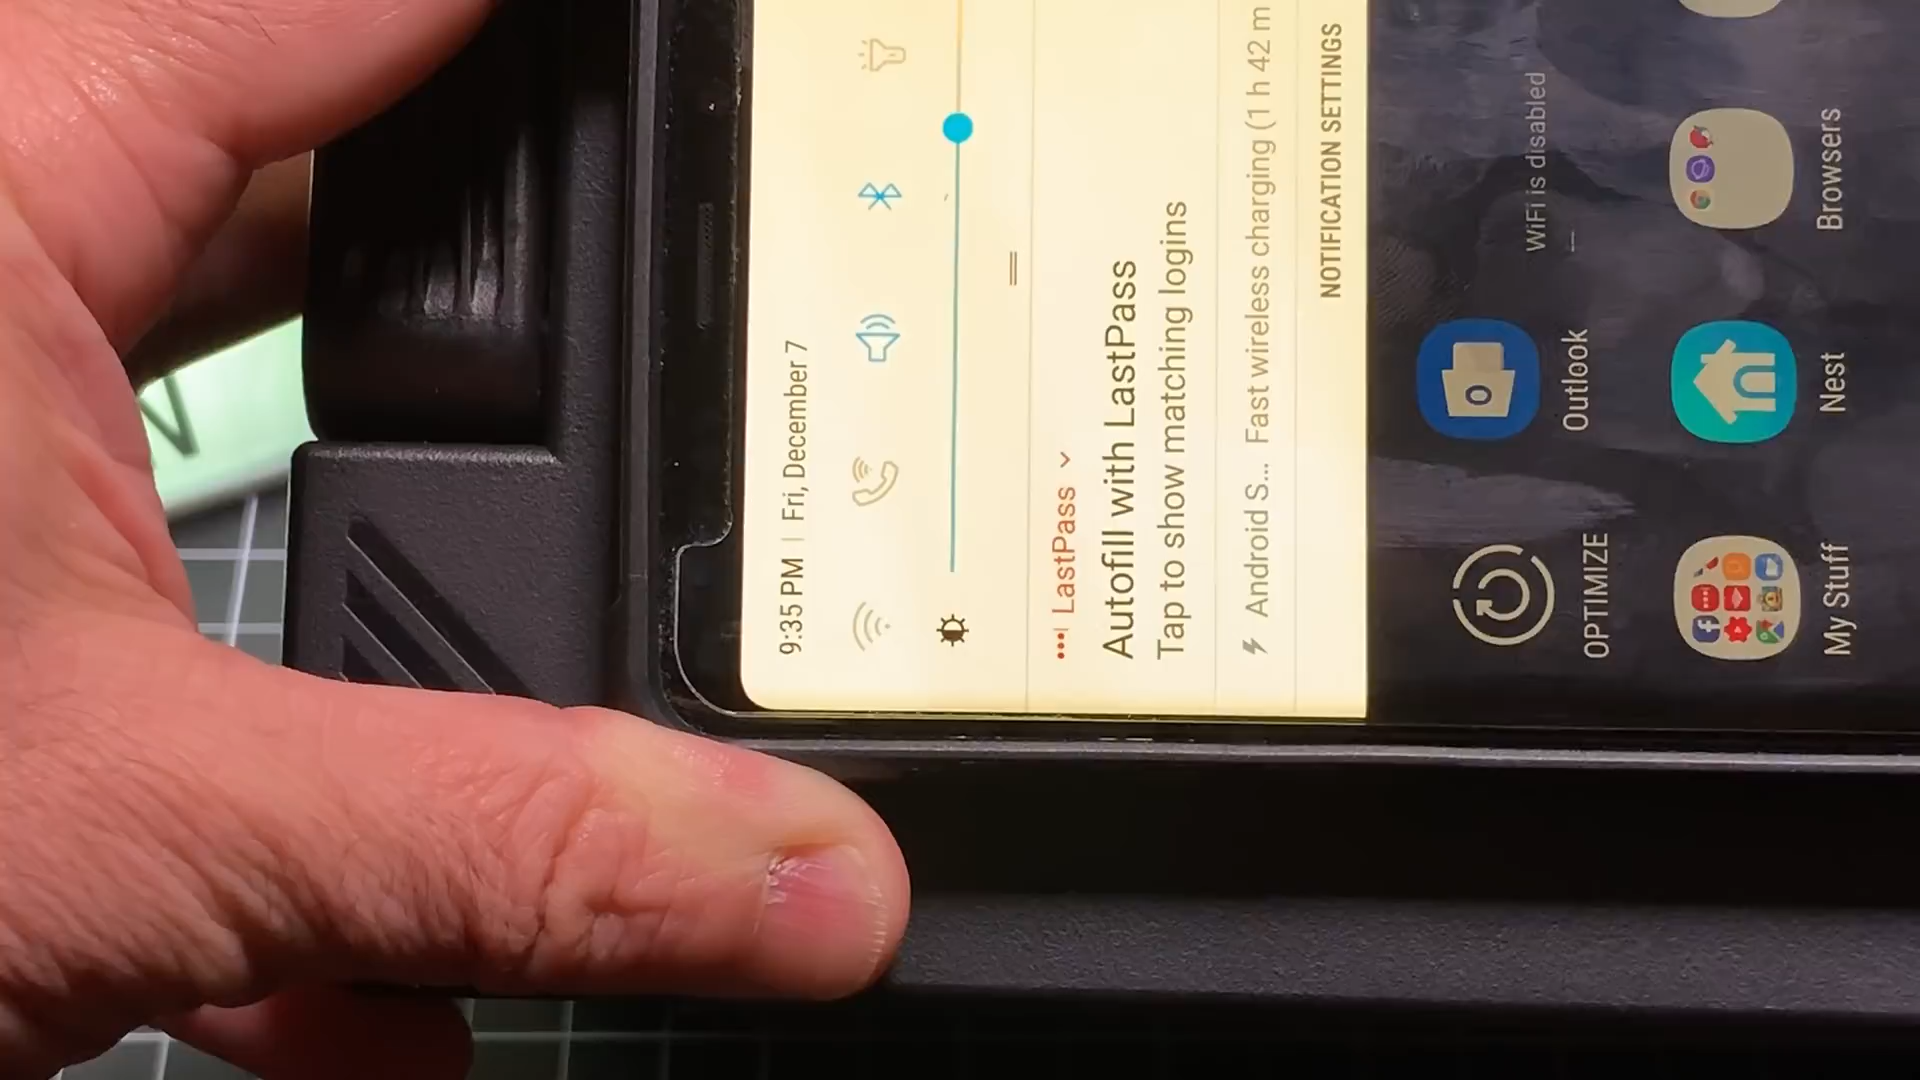 9:35 PM | Fri, December 7
LastPass
Autofill with LastPass
Tap to show matching logins
Android S... Fast wireless charging (1 h 42 m
NOTIFICATION SETTINGS
WiFi is disabled
--
OPTIMIZE
Outlook
My Stuff
Nest
Browsers